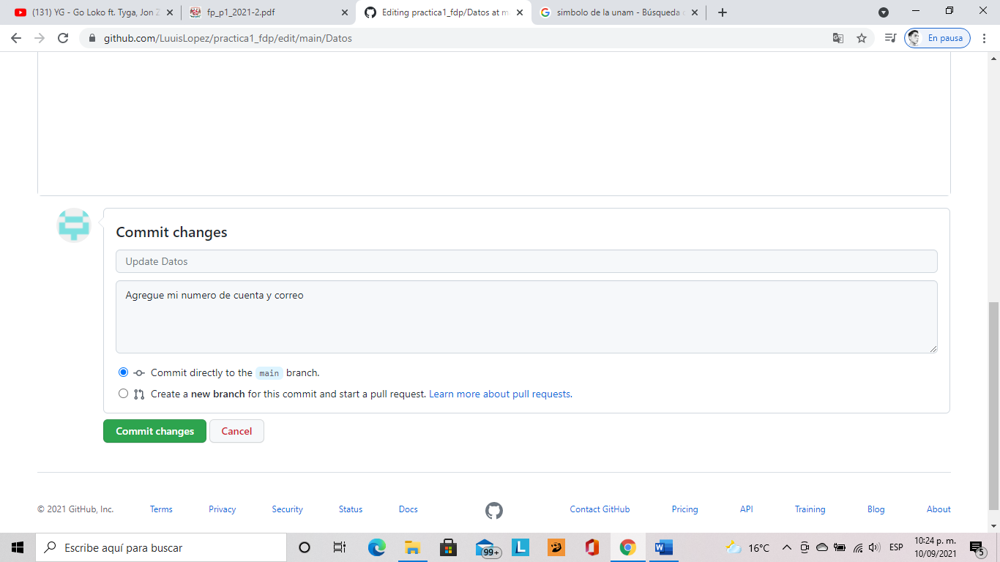 (131) YG - Go Loko ft. Tyga, Jon Z
fp_p1_2021-2.pdf
Editing practica1_fdp/Datos at m
simbolo de la unam - Búsqueda
github.com/LuuisLopez/practica1_fdp/edit/main/Datos
En pausa
Commit changes
Update Datos
Agregue mi numero de cuenta y correo
Commit directly to the main branch.
Create a new branch for this commit and start a pull request. Learn more about pull requests.
Commit changes Cancel
© 2021 GitHub, Inc. Terms Privacy Security Status Docs Contact GitHub Pricing API Training Blog About
Escribe aquí para buscar
99+
L
W
16°C
ESP
10:24 p. m.
10/09/2021
5